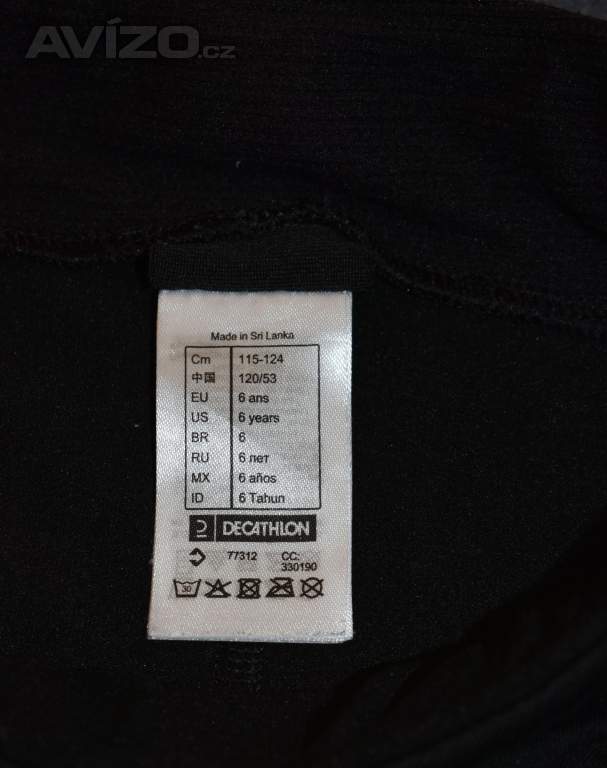 AVÍZO.cz
Made in Sri Lanka
Cm 115-124
中国 120/53
EU 6 ans
US 6 years
BR 6
RU 6 лет
MX 6 años
ID 6 Tahun
DECATHLON
77312 CC:
330190
30